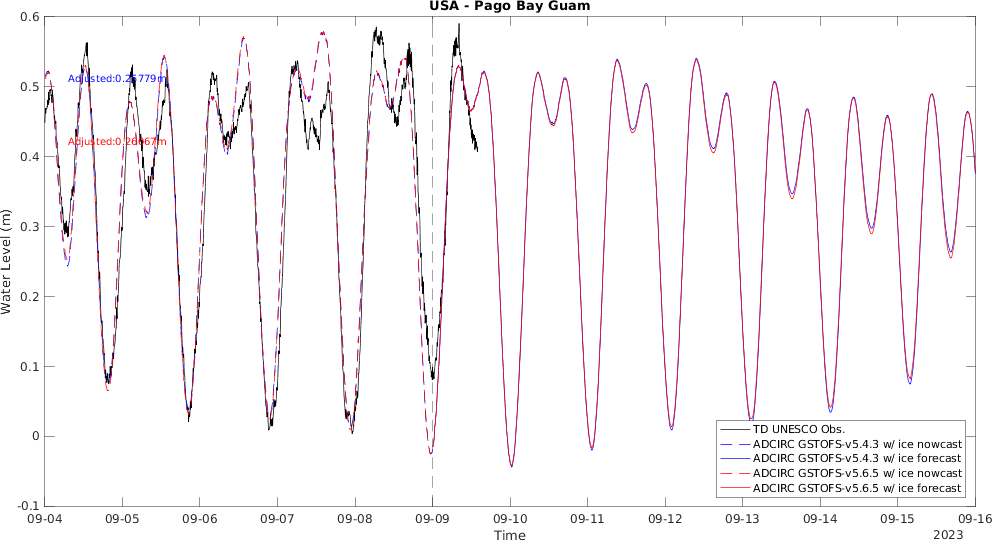 USA - Pago Bay Guam
0.6
0.5
0.4
0.3
0.2
0.1
0
-0.1
Water Level (m)
Adjusted:0.25779m
m
09-04 09-05 09-06 09-07 09-08 09-09 09-10 09-11 09-12 09-13 09-14 09-15 09-16
Time
2023
TD UNESCO Obs.
ADCIRC GSTOFS-v5.4.3 w/ ice nowcast
ADCIRC GSTOFS-v5.4.3 w/ ice forecast
ADCIRC GSTOFS-v5.6.5 w/ ice nowcast
ADCIRC GSTOFS-v5.6.5 w/ ice forecast